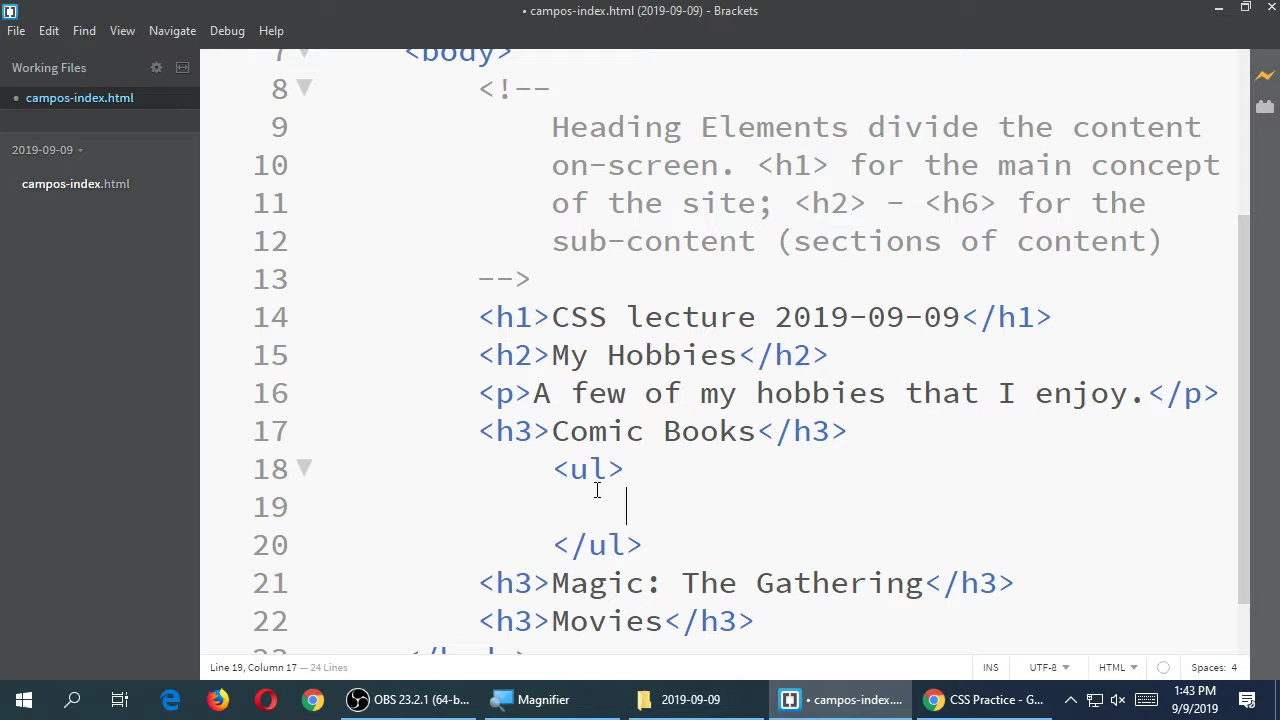 • campos-index.html (2019-09-09) - Brackets
File Edit Find View Navigate Debug Help
Working Files
• campos-index.html
2019-09-09
campos-index.html
7 <body>
8 <!--
9 Heading Elements divide the content
10 on-screen. <h1> for the main concept
11 of the site; <h2> - <h6> for the
12 sub-content (sections of content)
13 -->
14 <h1>CSS lecture 2019-09-09</h1>
15 <h2>My Hobbies</h2>
16 <p>A few of my hobbies that I enjoy.</p>
17 <h3>Comic Books</h3>
18 <ul>
19
20 </ul>
21 <h3>Magic: The Gathering</h3>
22 <h3>Movies</h3>
23 </body>
Line 19, Column 17 — 24 Lines INS UTF-8 HTML Spaces: 4
OBS 23.2.1 (64-b... Magnifier 2019-09-09 • campos-index.... CSS Practice - G... 1:43 PM
9/9/2019